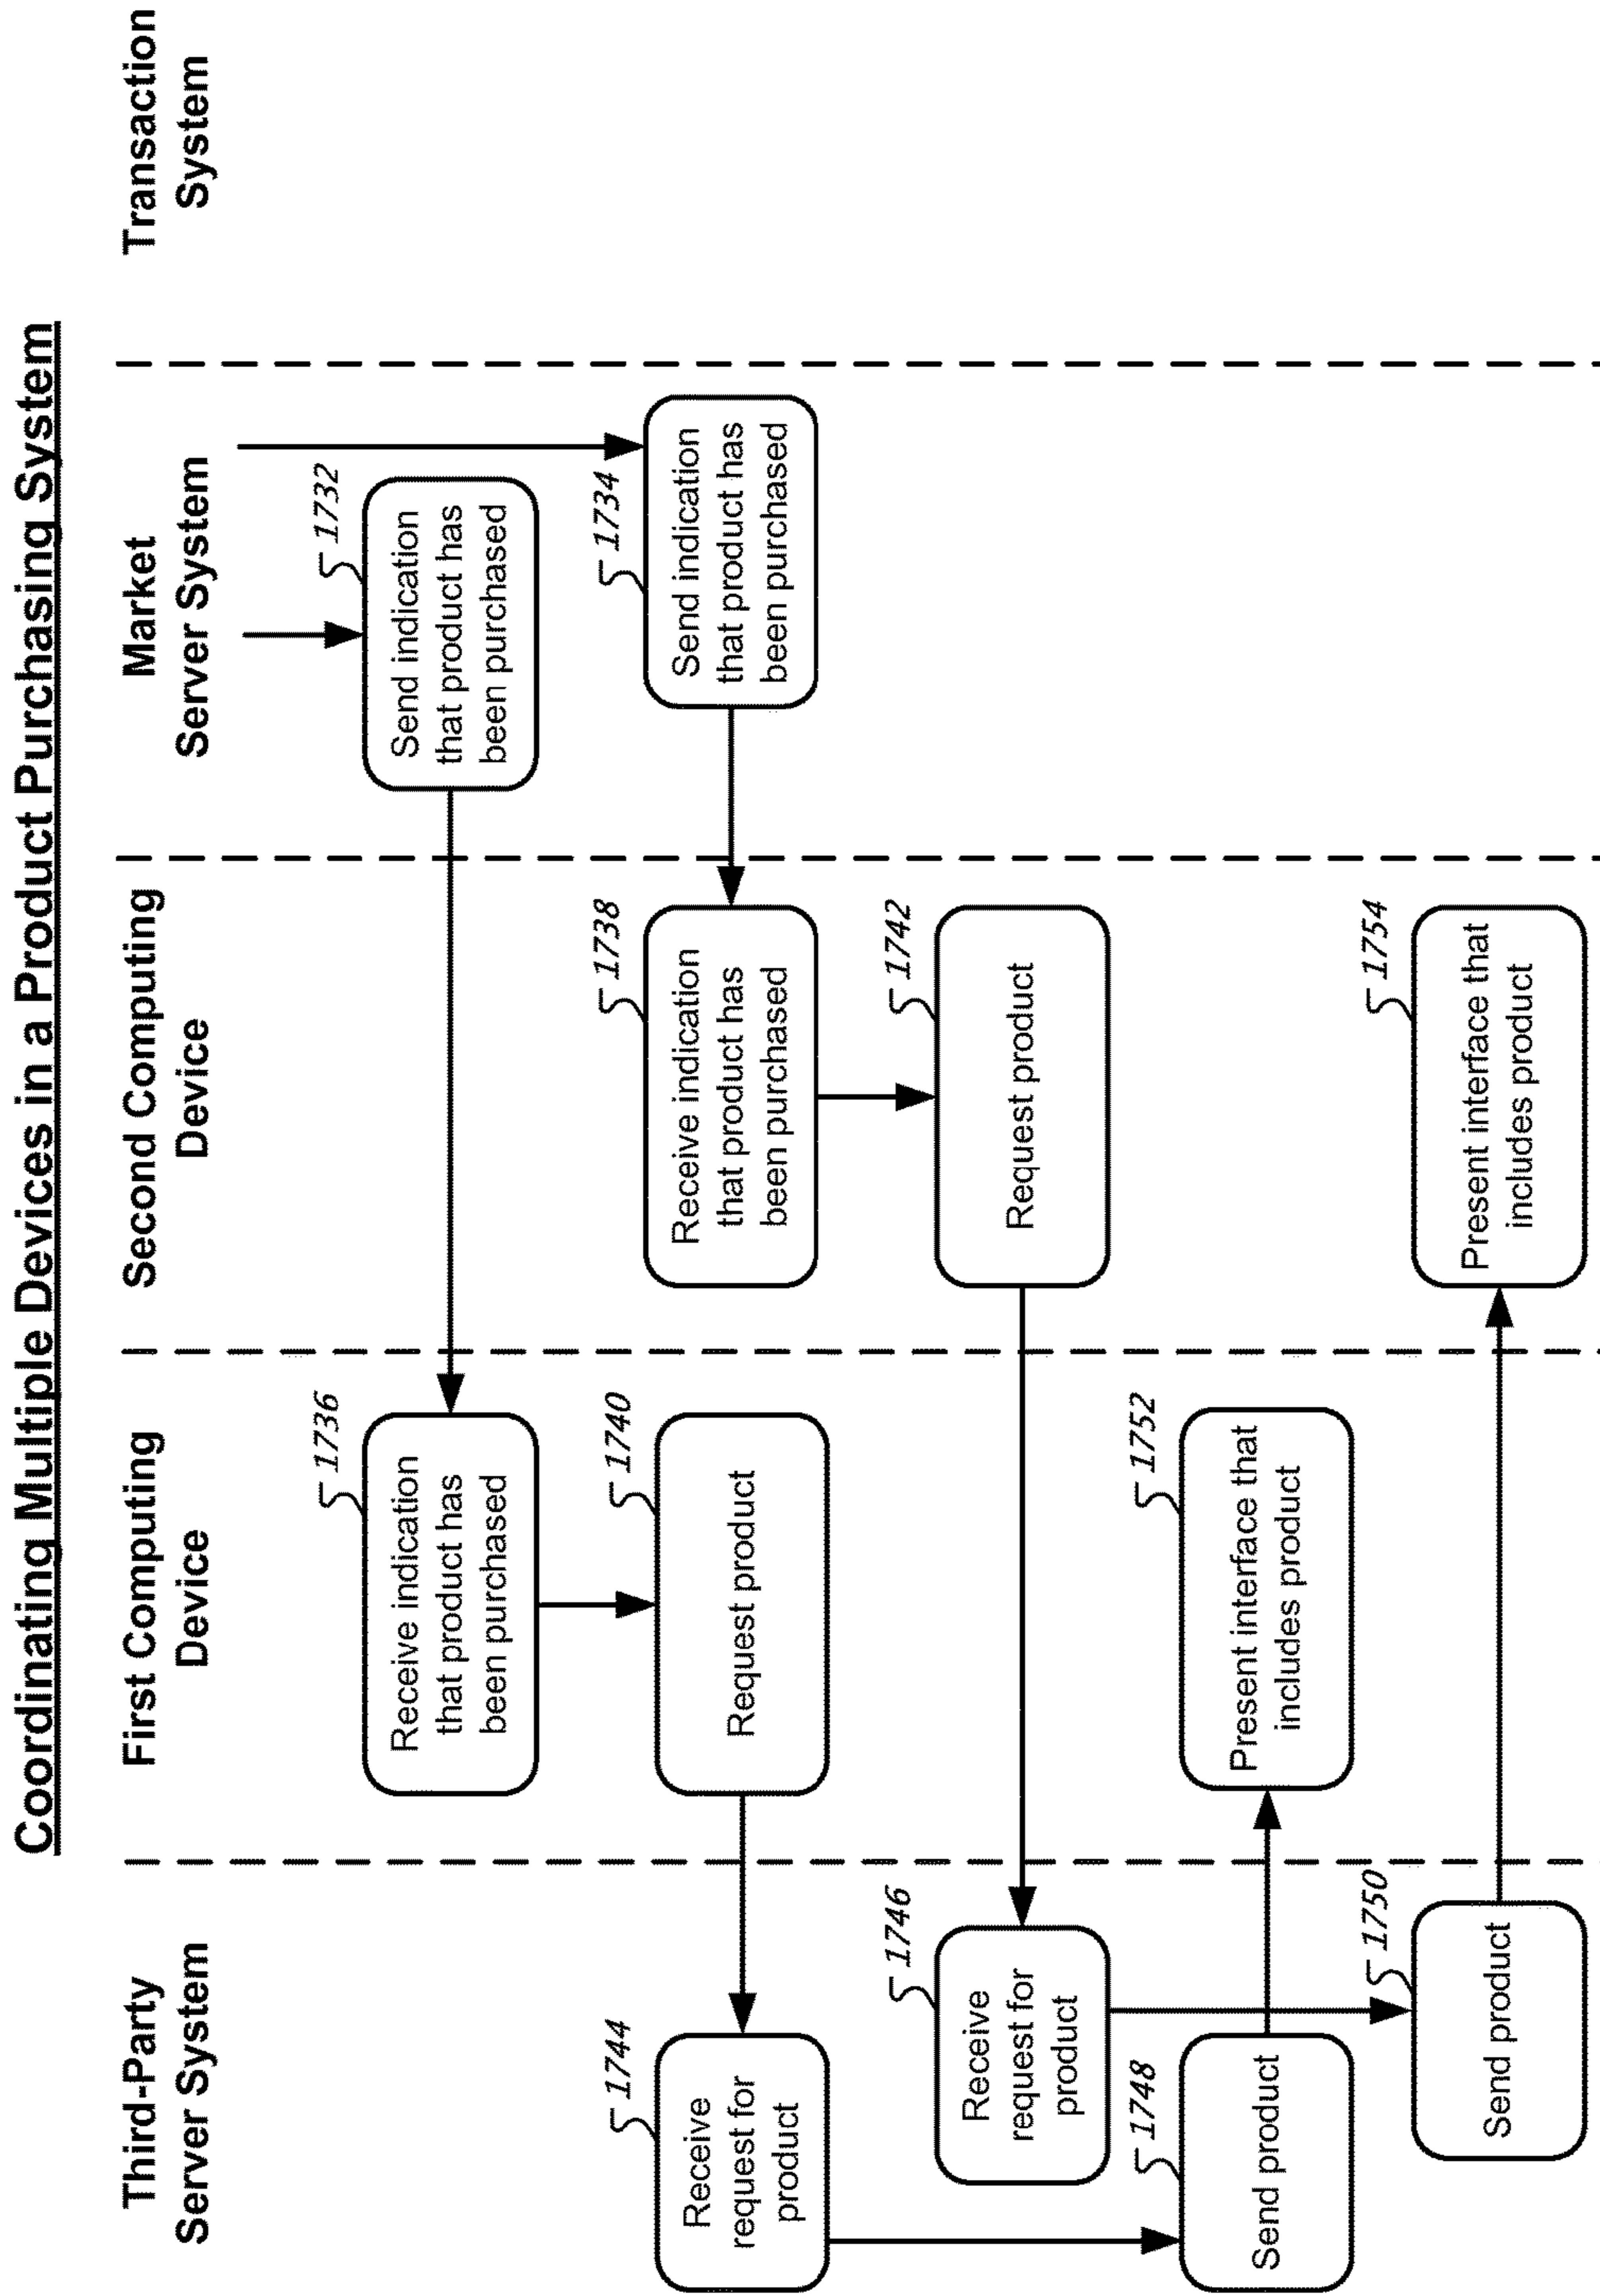 Coordinating Multiple Devices in a Product Purchasing System
Third-Party
Server System
First Computing
Device
Second Computing
Device
Market
Server System
Transaction
System
1732
Send indication
that product has
been purchased
1736
Receive indication
that product has
been purchased
1734
Send indication
that product has
been purchased
1738
Receive indication
that product has
been purchased
1740
Request product
1744
Receive
request for
product
1742
Request product
1746
Receive
request for
product
1748
Send product
1752
Present interface that
includes product
1750
Send product
1754
Present interface that
includes product